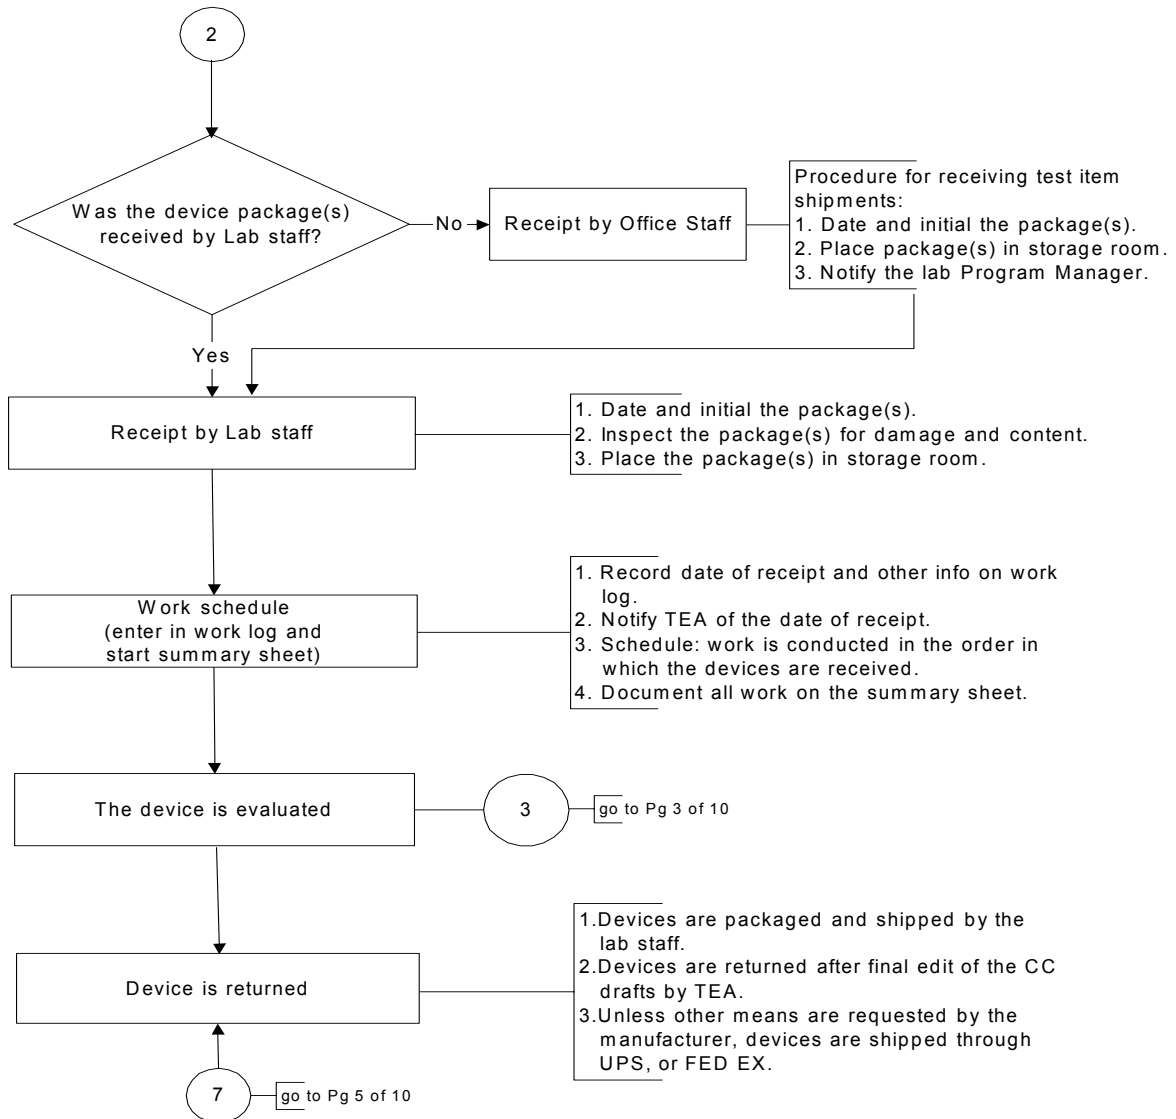 2
Was the device package(s)
received by Lab staff?
No
Receipt by Office Staff
Procedure for receiving test item
shipments:
1. Date and initial the package(s).
2. Place package(s) in storage room.
3. Notify the lab Program Manager.
Yes
Receipt by Lab staff
1. Date and initial the package(s).
2. Inspect the package(s) for damage and content.
3. Place the package(s) in storage room.
Work schedule
(enter in work log and
start summary sheet)
1. Record date of receipt and other info on work
log.
2. Notify TEA of the date of receipt.
3. Schedule: work is conducted in the order in
which the devices are received.
4. Document all work on the summary sheet.
The device is evaluated
3
go to Pg 3 of 10
Device is returned
1.Devices are packaged and shipped by the
lab staff.
2.Devices are returned after final edit of the CC
drafts by TEA.
3.Unless other means are requested by the
manufacturer, devices are shipped through
UPS, or FED EX.
7
go to Pg 5 of 10